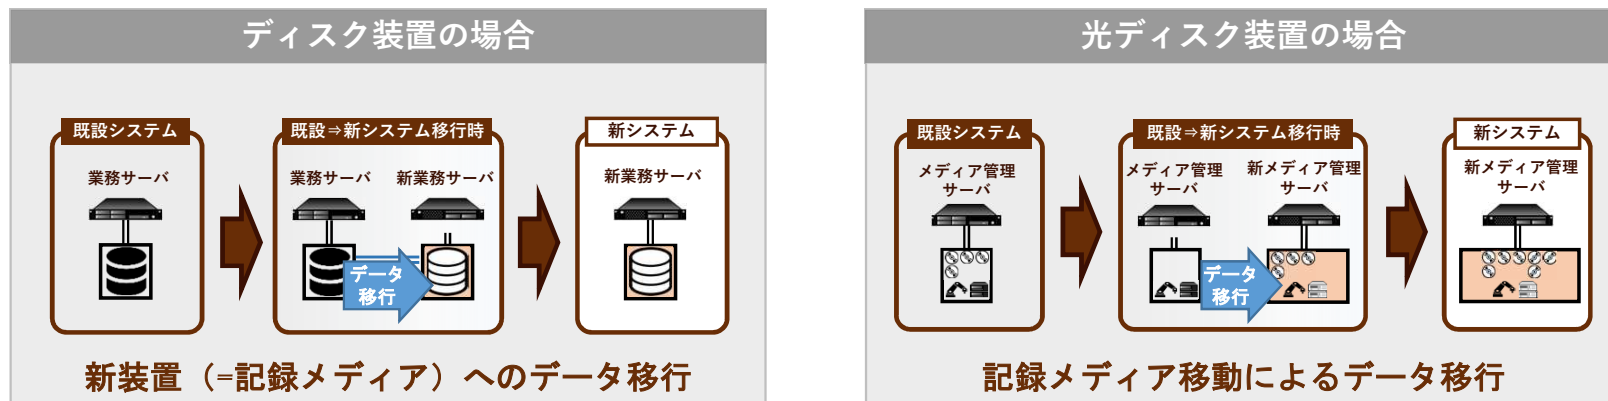 ディスク装置の場合
既設システム
業務サーバ
既設⇒新システム移行時
業務サーバ
新業務サーバ
データ
移行
新システム
新業務サーバ
新装置（=記録メディア）へのデータ移行
光ディスク装置の場合
既設システム
メディア管理
サーバ
既設⇒新システム移行時
メディア管理
サーバ
新メディア管理
サーバ
データ
移行
新システム
新メディア管理
サーバ
記録メディア移動によるデータ移行